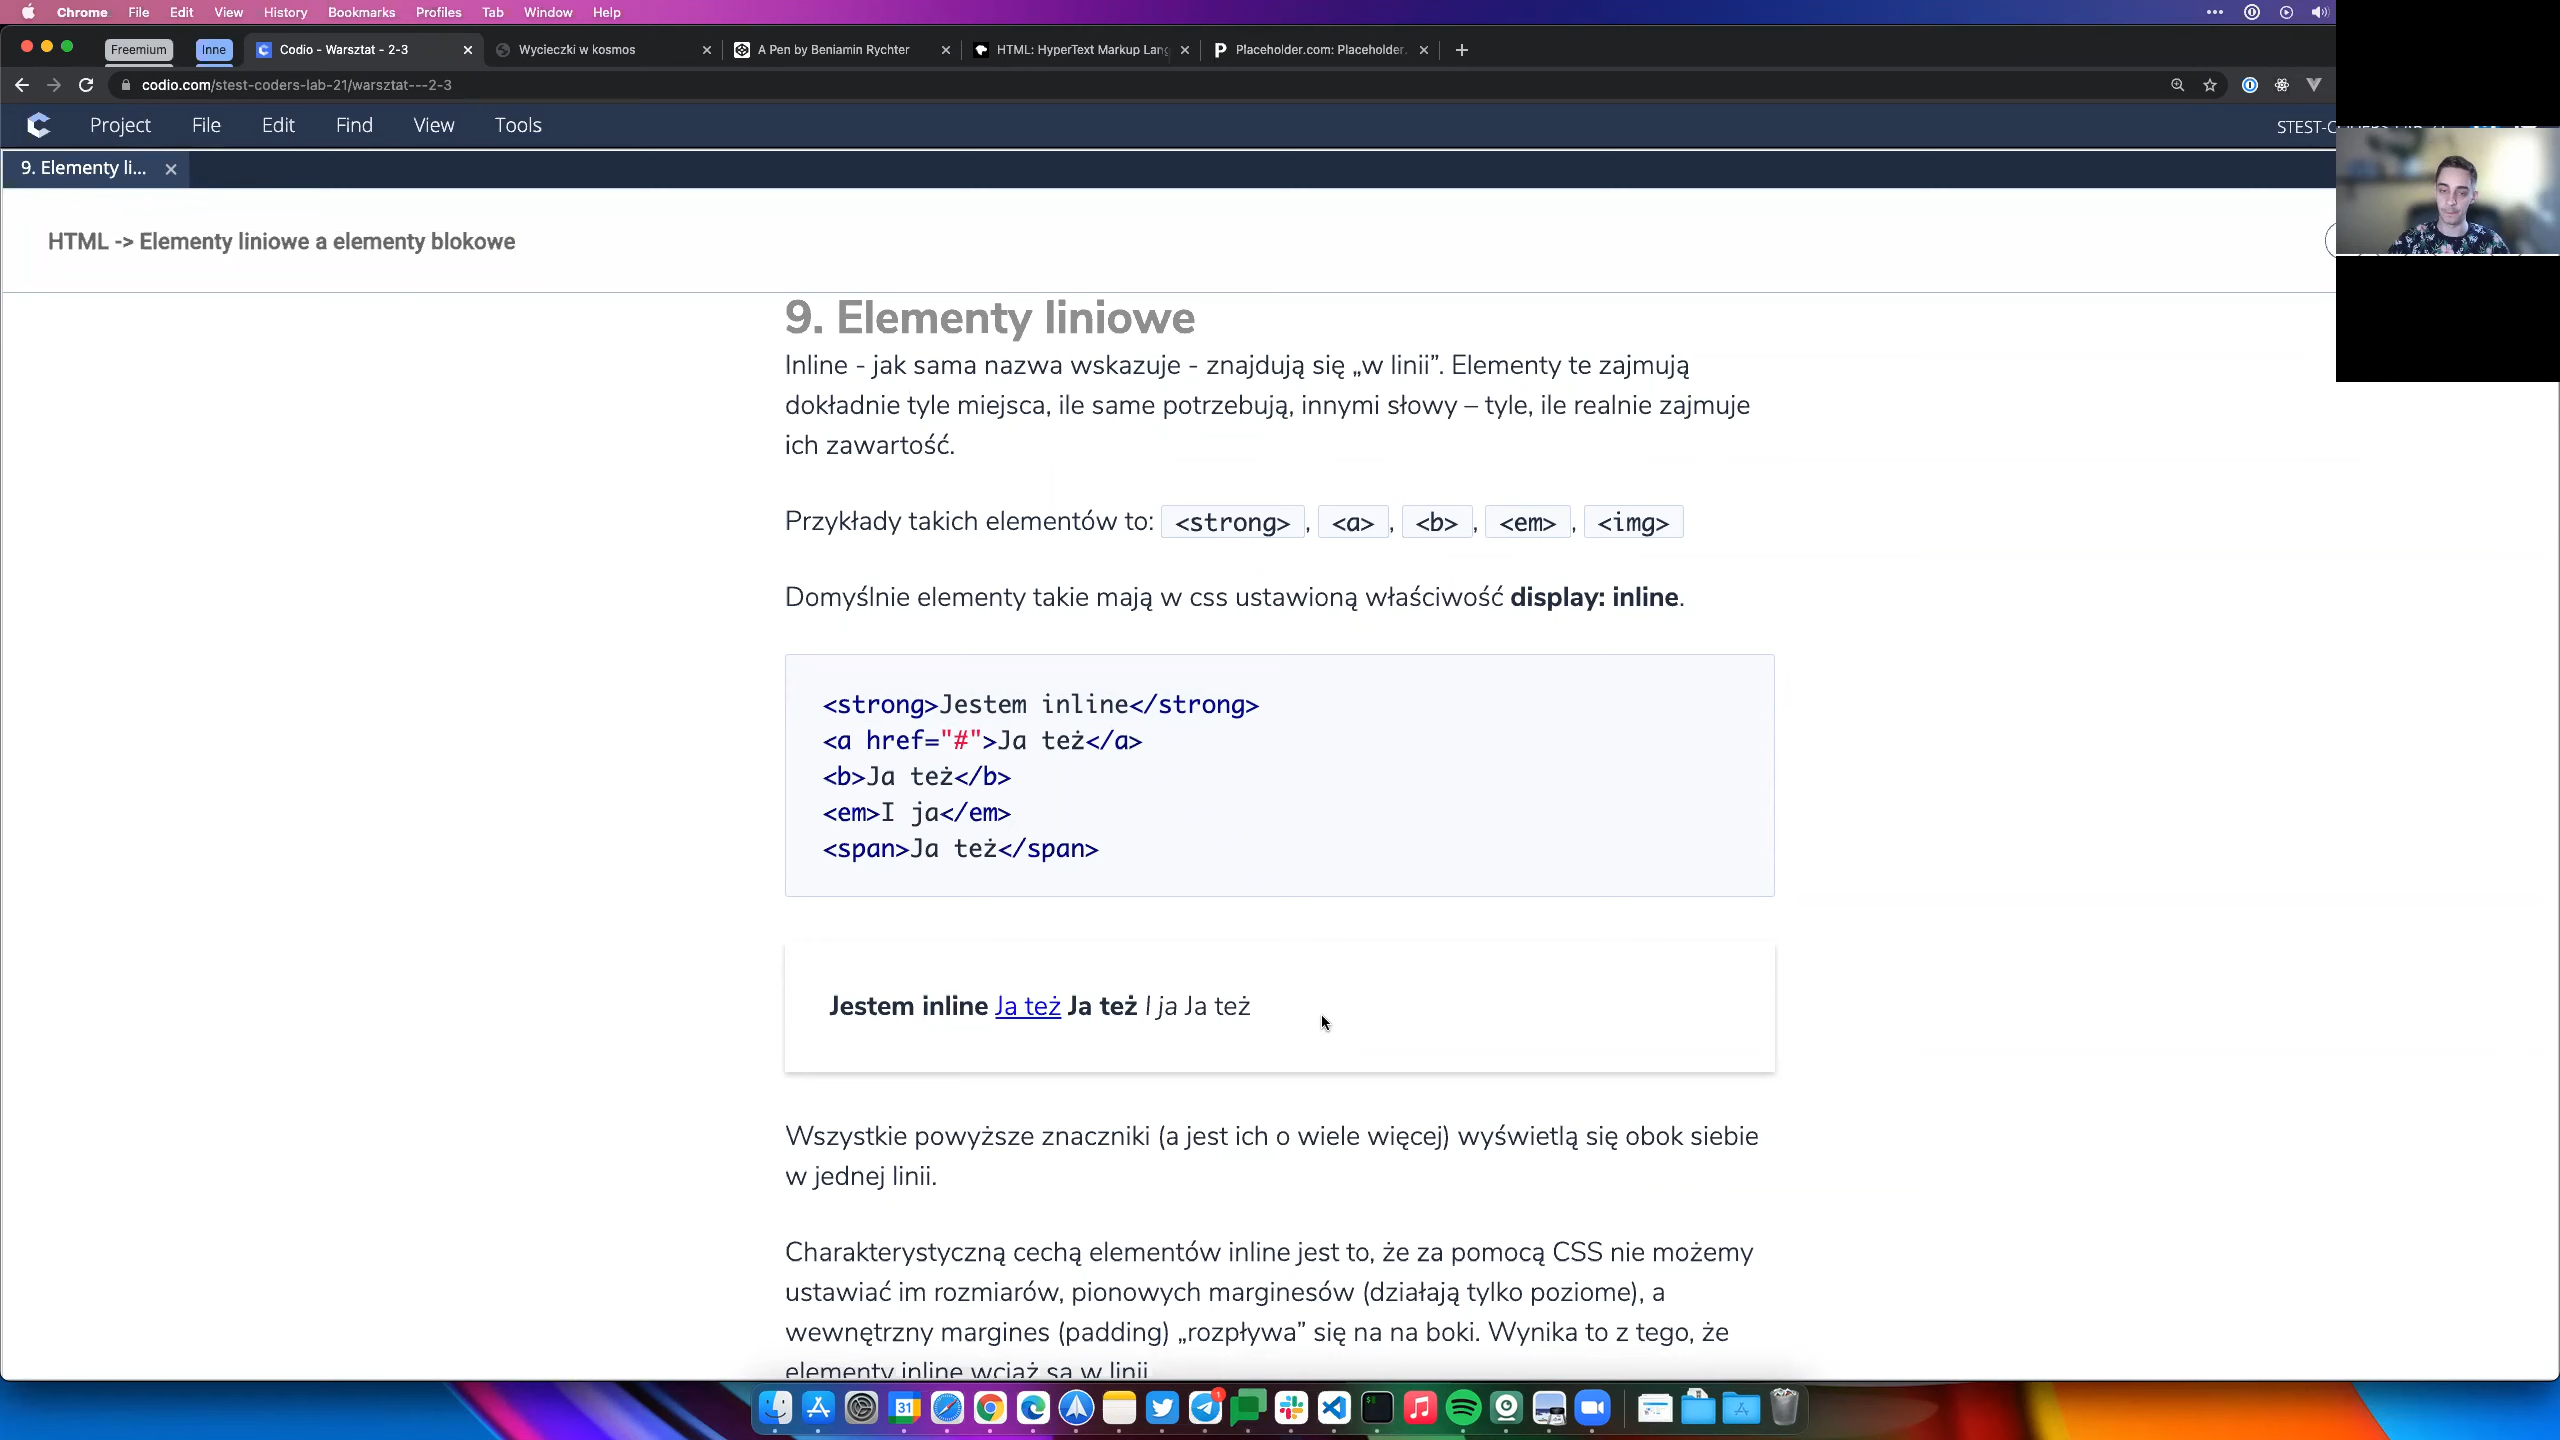 Chrome File Edit View History Bookmarks Profiles Tab Window Help
Freemium Inne Codio - Warsztat - 2-3 Wycieczki w kosmos A Pen by Beniamin Rychter HTML: HyperText Markup Lang Placeholder.com: Placeholder.
codio.com/stest-coders-lab-21/warsztat---2-3
Project File Edit Find View Tools
9. Elementy li...
HTML -> Elementy liniowe a elementy blokowe
9. Elementy liniowe
Inline - jak sama nazwa wskazuje - znajdują się „w linii”. Elementy te zajmują
dokładnie tyle miejsca, ile same potrzebują, innymi słowy – tyle, ile realnie zajmuje
ich zawartość.
Przykłady takich elementów to: <strong>, <a>, <b>, <em>, <img>
Domyślnie elementy takie mają w css ustawioną właściwość display: inline.
<strong>Jestem inline</strong>
<a href="#">Ja też</a>
<b>Ja też</b>
<em>I ja</em>
<span>Ja też</span>
Jestem inline Ja też Ja też I ja Ja też
Wszystkie powyższe znaczniki (a jest ich o wiele więcej) wyświetlą się obok siebie
w jednej linii.
Charakterystyczną cechą elementów inline jest to, że za pomocą CSS nie możemy
ustawiać im rozmiarów, pionowych marginesów (działają tylko poziome), a
wewnętrzny margines (padding) „rozpływa” się na na boki. Wynika to z tego, że
elementy inline wciąż są w linii
31
1